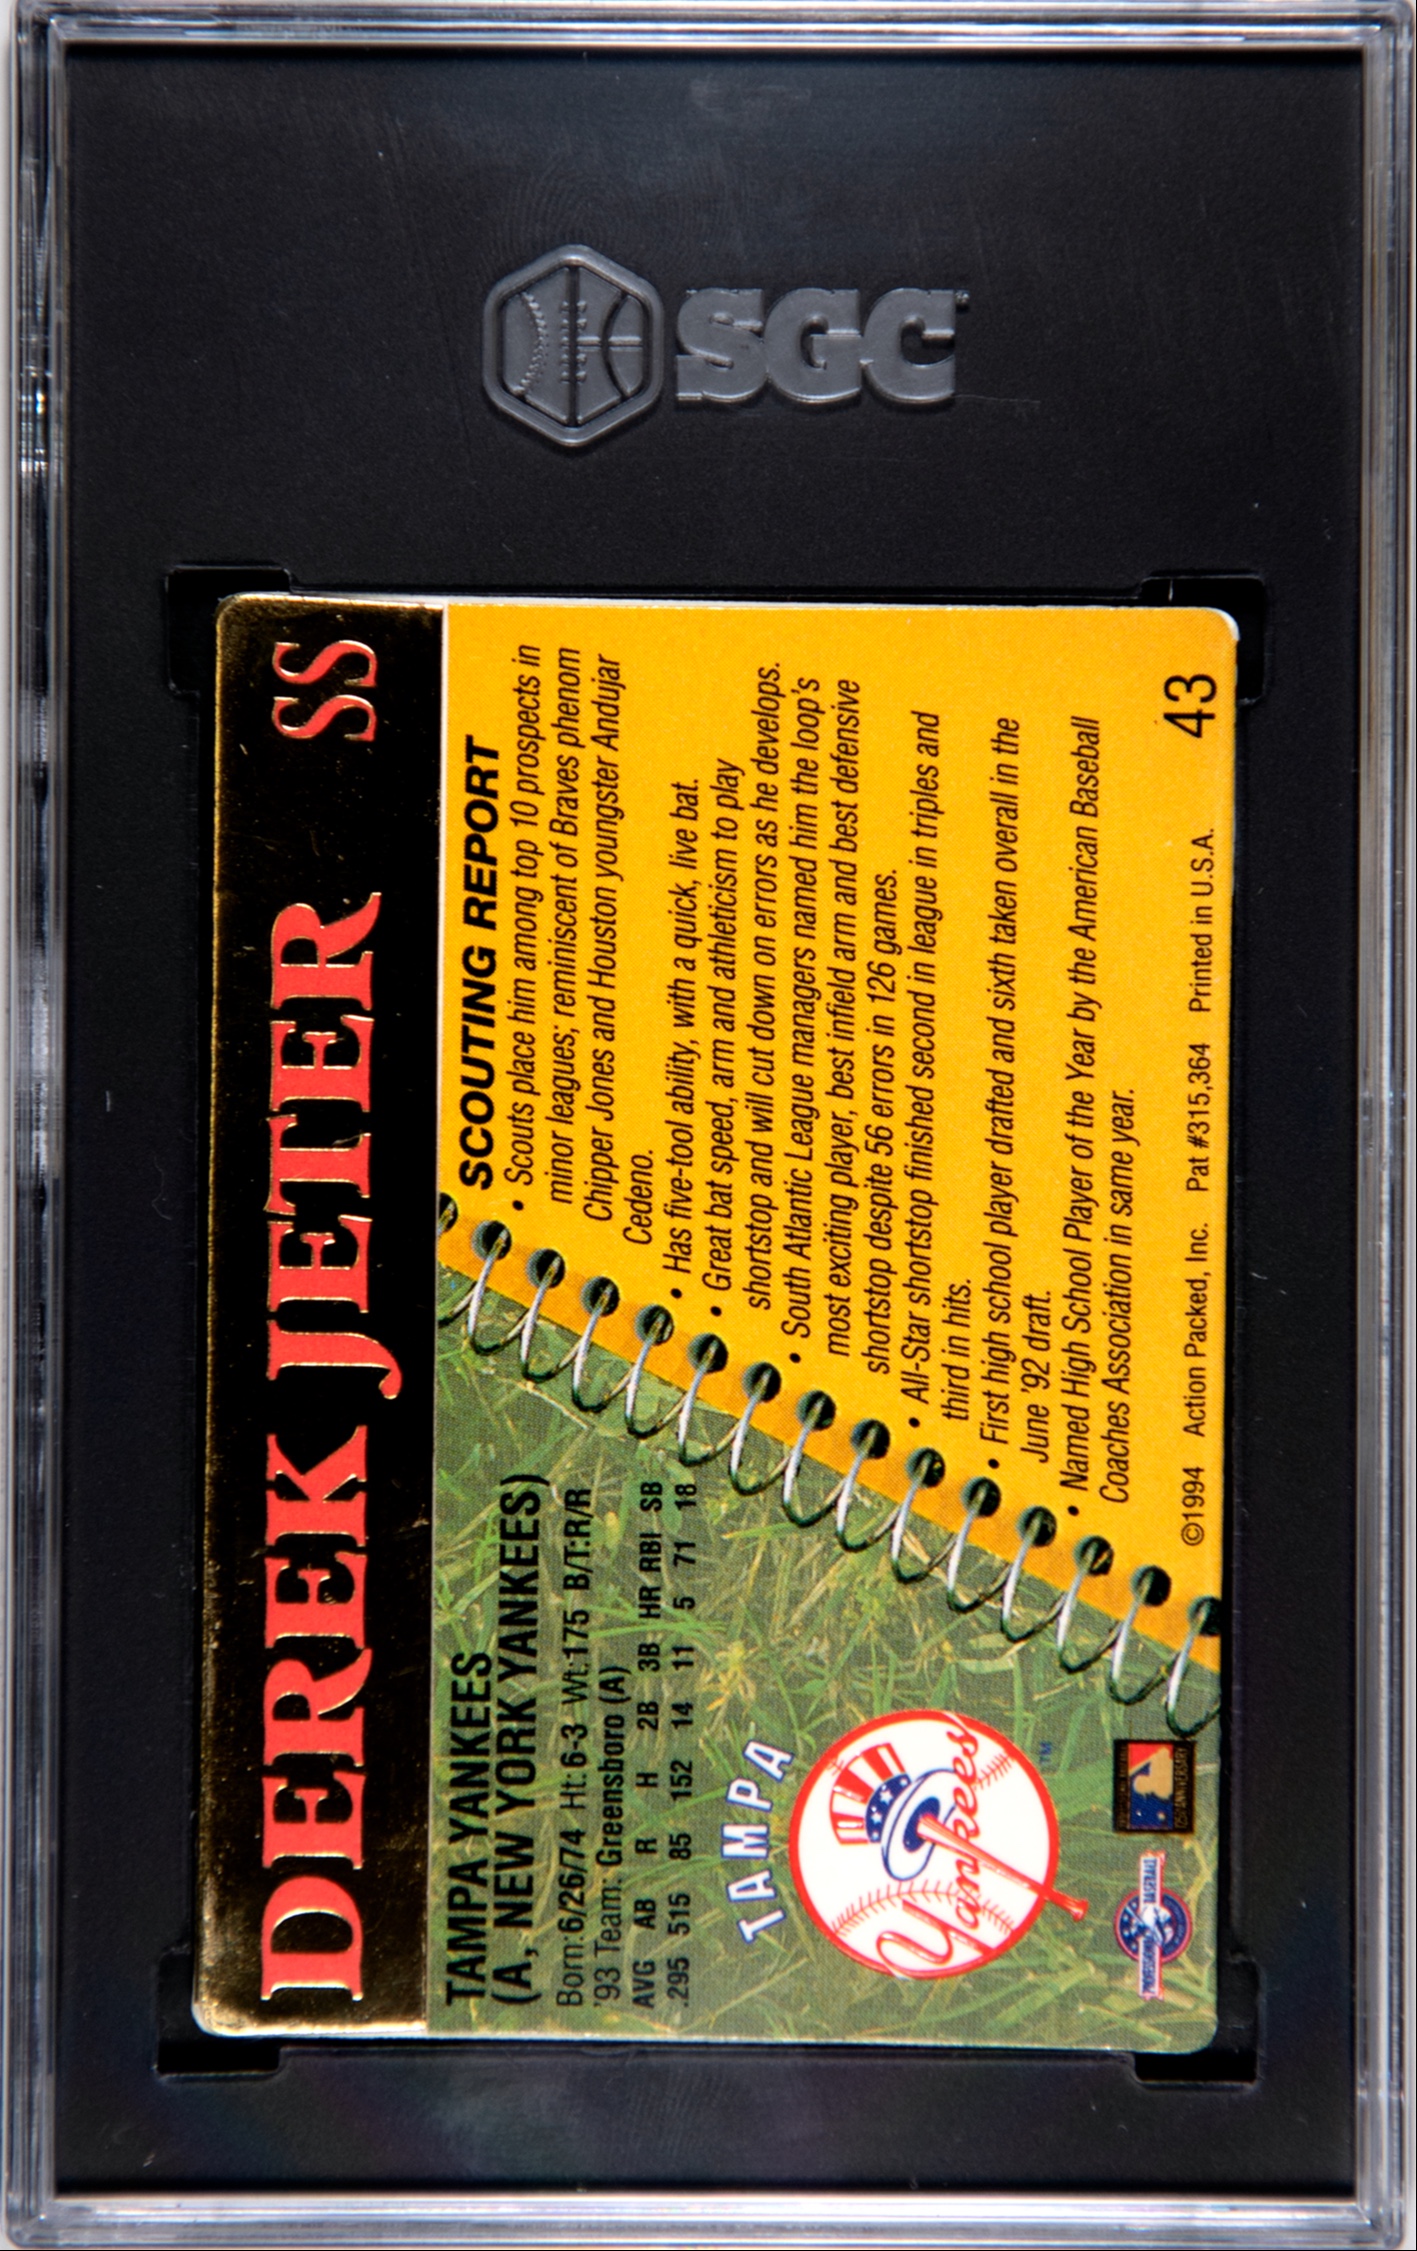 SGC
DEREK JETER SS
TAMPA YANKEES
(A, NEW YORK YANKEES)
Born:6/26/74 Ht: 6-3 Wt:175 B/T:R/R
'93 Team: Greensboro (A)
AVG AB R H 2B 3B HR RBI SB
.295 515 85 152 14 11 5 71 18
TAMPA
Yankees
TM
PROFESSIONAL BASEBALL
SCOUTING REPORT
• Scouts place him among top 10 prospects in
minor leagues; reminiscent of Braves phenom
Chipper Jones and Houston youngster Andujar
Cedeno.
• Has five-tool ability, with a quick, live bat.
• Great bat speed, arm and athleticism to play
shortstop and will cut down on errors as he develops.
• South Atlantic League managers named him the loop's
most exciting player, best infield arm and best defensive
shortstop despite 56 errors in 126 games.
• All-Star shortstop finished second in league in triples and
third in hits.
• First high school player drafted and sixth taken overall in the
June '92 draft.
• Named High School Player of the Year by the American Baseball
Coaches Association in same year.
©1994 Action Packed, Inc. Pat #315,364 Printed in U.S.A. 43